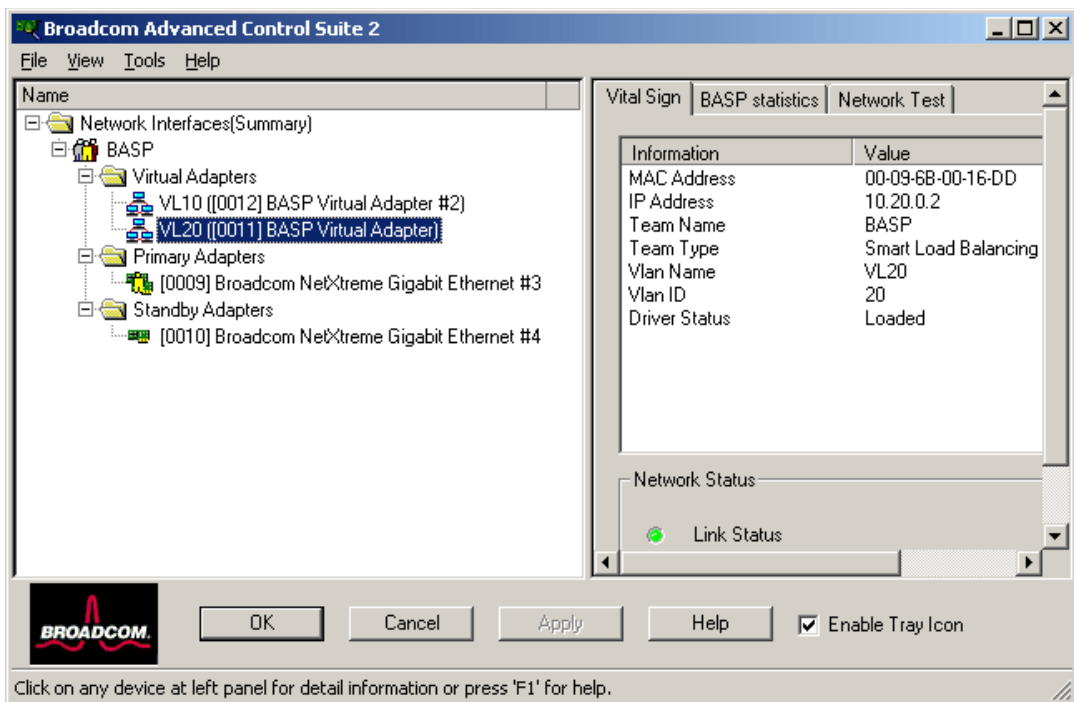 Broadcom Advanced Control Suite 2
File View Tools Help
Name
Network Interfaces(Summary)
BASP
Virtual Adapters
VL10 ([0012] BASP Virtual Adapter #2)
VL20 ([0011] BASP Virtual Adapter)
Primary Adapters
[0009] Broadcom NetXtreme Gigabit Ethernet #3
Standby Adapters
[0010] Broadcom NetXtreme Gigabit Ethernet #4
Vital Sign BASP statistics Network Test
Information Value
MAC Address 00-09-6B-00-16-DD
IP Address 10.20.0.2
Team Name BASP
Team Type Smart Load Balancing
Vlan Name VL20
Vlan ID 20
Driver Status Loaded
Network Status
Link Status
BROADCOM.
OK Cancel Apply Help Enable Tray Icon
Click on any device at left panel for detail information or press 'F1' for help.